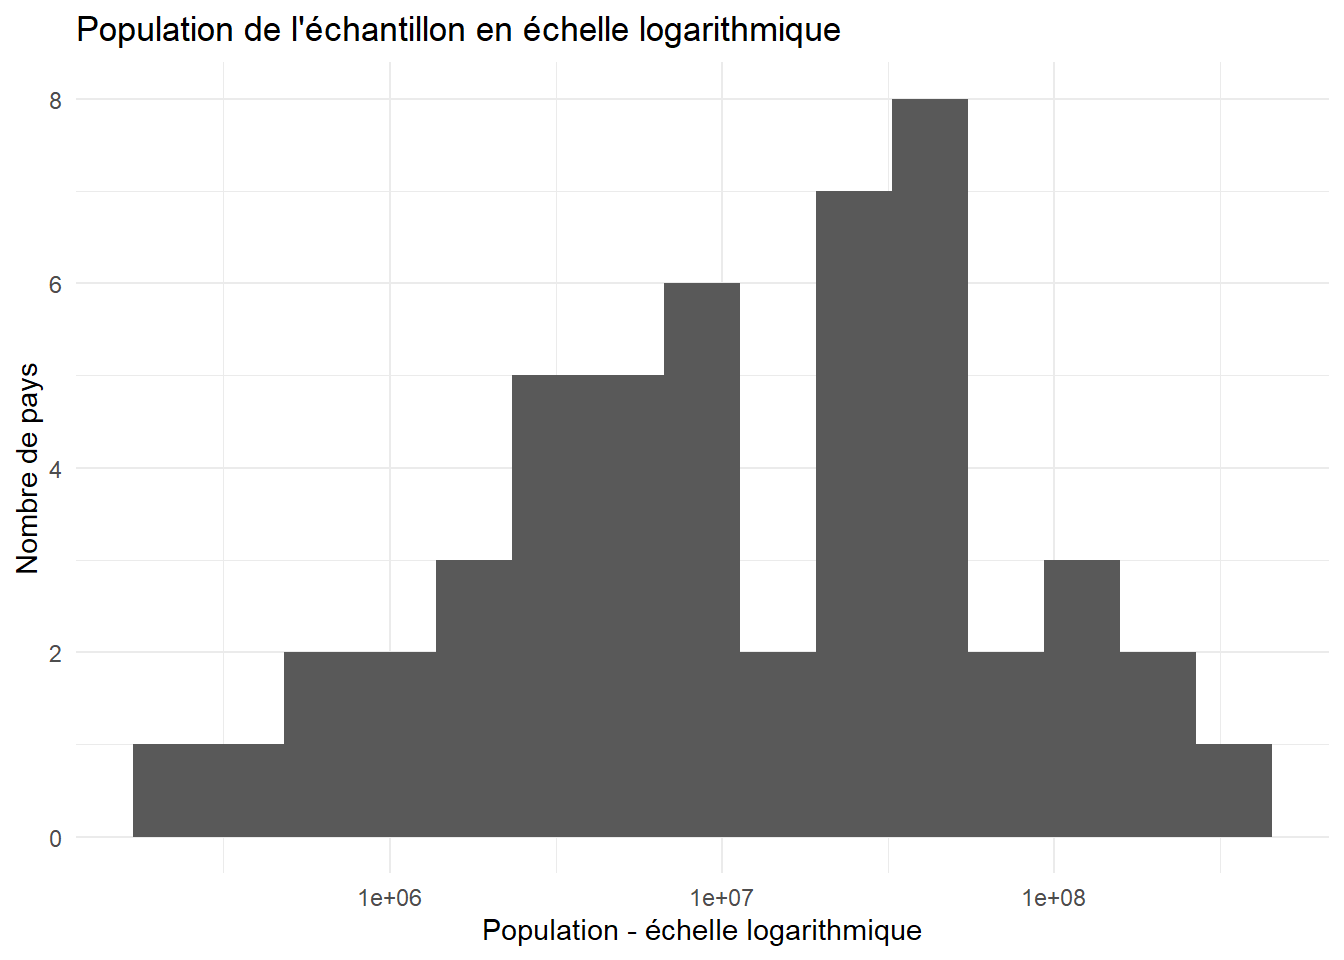 Population de l'échantillon en échelle logarithmique
8
6
4
2
0
Nombre de pays
1e+06 1e+07 1e+08
Population - échelle logarithmique